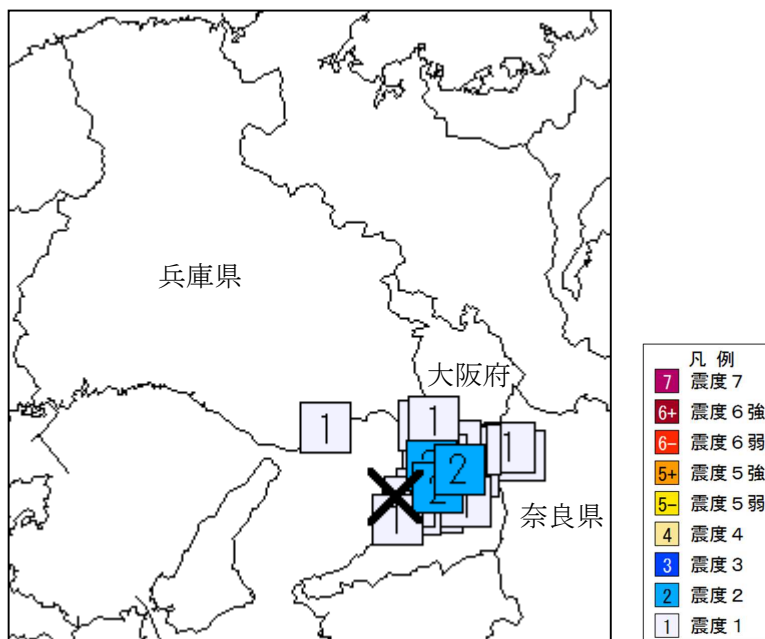 兵庫県
大阪府
1
1
1
2
2
2
1
1
奈良県
凡例
7 震度7
6+ 震度6強
6- 震度6弱
5+ 震度5強
5- 震度5弱
4 震度4
3 震度3
2 震度2
1 震度1